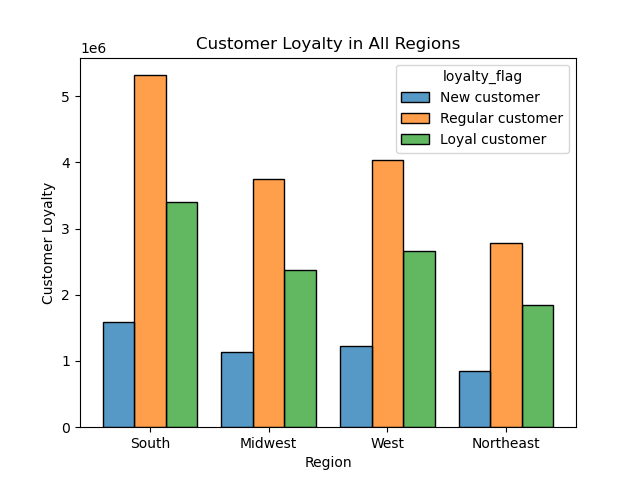 Customer Loyalty in All Regions
1e6
loyalty_flag
New customer
Regular customer
Loyal customer
Customer Loyalty
5
4
3
2
1
0
South Midwest West Northeast
Region